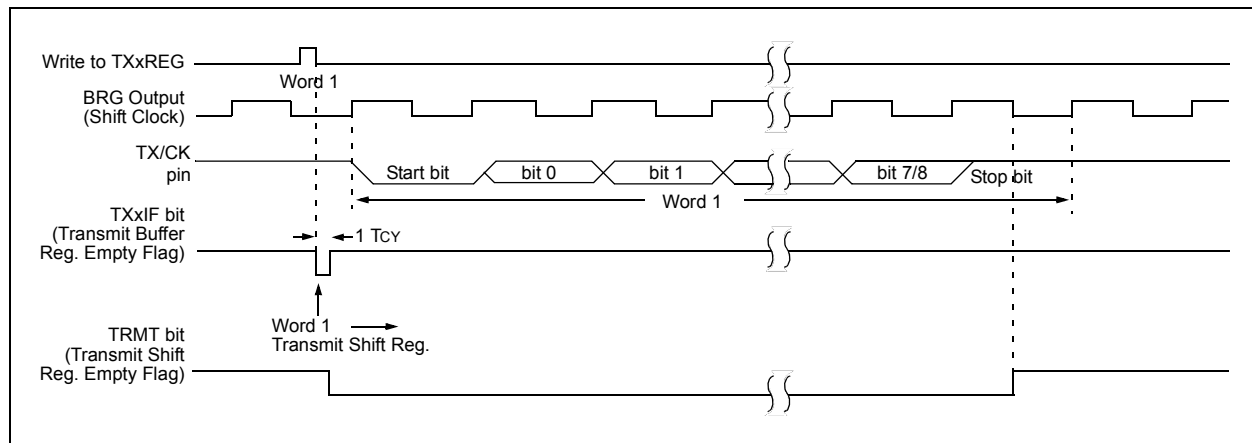 Write to TXxREG
Word 1
BRG Output
(Shift Clock)
TX/CK
pin
Start bit
bit 0
bit 1
bit 7/8
Stop bit
Word 1
TXxIF bit
(Transmit Buffer
Reg. Empty Flag)
1 TCY
Word 1
Transmit Shift Reg.
TRMT bit
(Transmit Shift
Reg. Empty Flag)